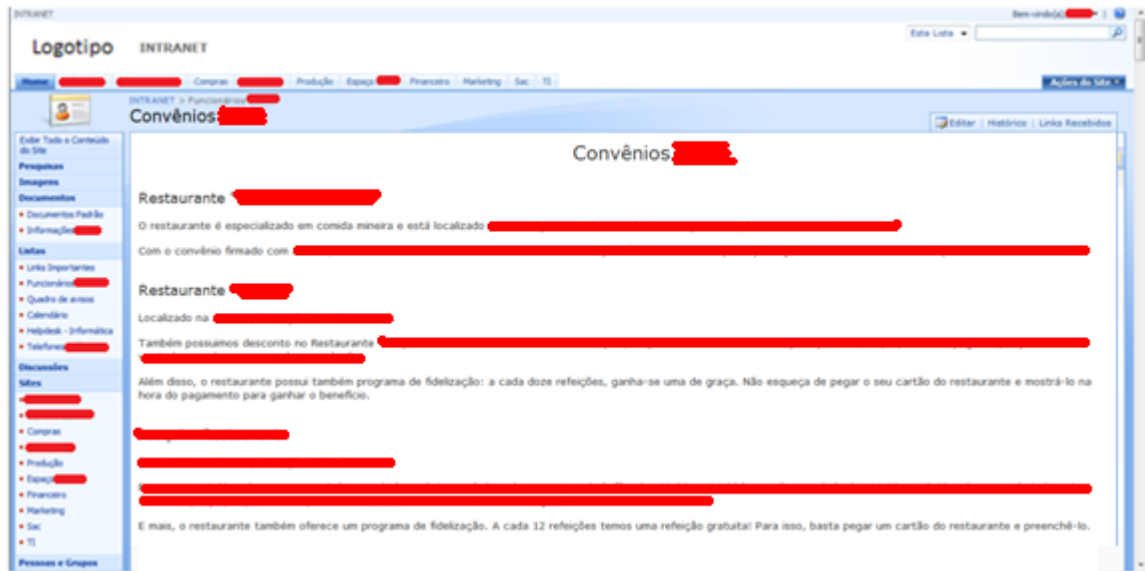 INTRANET
Bem-vindo(a)
Esta Lista
Logotipo INTRANET
Home Compras Produção Espaço Financeiro Marketing Sac TI Ações do Site
INTRANET > Funcionários
Convênios
Editar | Histórico | Links Recebidos
Exibir Todo o Conteúdo
do Site
Pesquisas
Imagens
Documentos
Documentos Padrão
Informações
Listas
Links Importantes
Funcionários
Quadro de avisos
Calendário
Helpdesk - Informática
Telefones
Discussões
Sites
Compras
Produção
Espaço
Financeiro
Marketing
Sac
TI
Pessoas e Grupos
Convênios
Restaurante
O restaurante é especializado em comida mineira e está localizado
Com o convênio firmado com
Restaurante
Localizado na
Também possuimos desconto no Restaurante
Além disso, o restaurante possui também programa de fidelização: a cada doze refeições, ganha-se uma de graça. Não esqueça de pegar o seu cartão do restaurante e mostrá-lo na
hora do pagamento para ganhar o benefício.
E mais, o restaurante também oferece um programa de fidelização. A cada 12 refeições temos uma refeição gratuita! Para isso, basta pegar um cartão do restaurante e preenchê-lo.